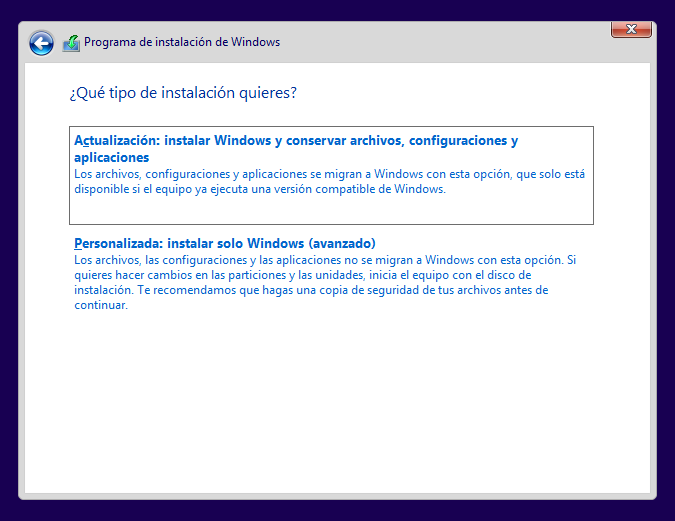 Programa de instalación de Windows
¿Qué tipo de instalación quieres?
Actualización: instalar Windows y conservar archivos, configuraciones y
aplicaciones
Los archivos, configuraciones y aplicaciones se migran a Windows con esta opción, que solo está
disponible si el equipo ya ejecuta una versión compatible de Windows.
Personalizada: instalar solo Windows (avanzado)
Los archivos, las configuraciones y las aplicaciones no se migran a Windows con esta opción. Si
quieres hacer cambios en las particiones y las unidades, inicia el equipo con el disco de
instalación. Te recomendamos que hagas una copia de seguridad de tus archivos antes de
continuar.